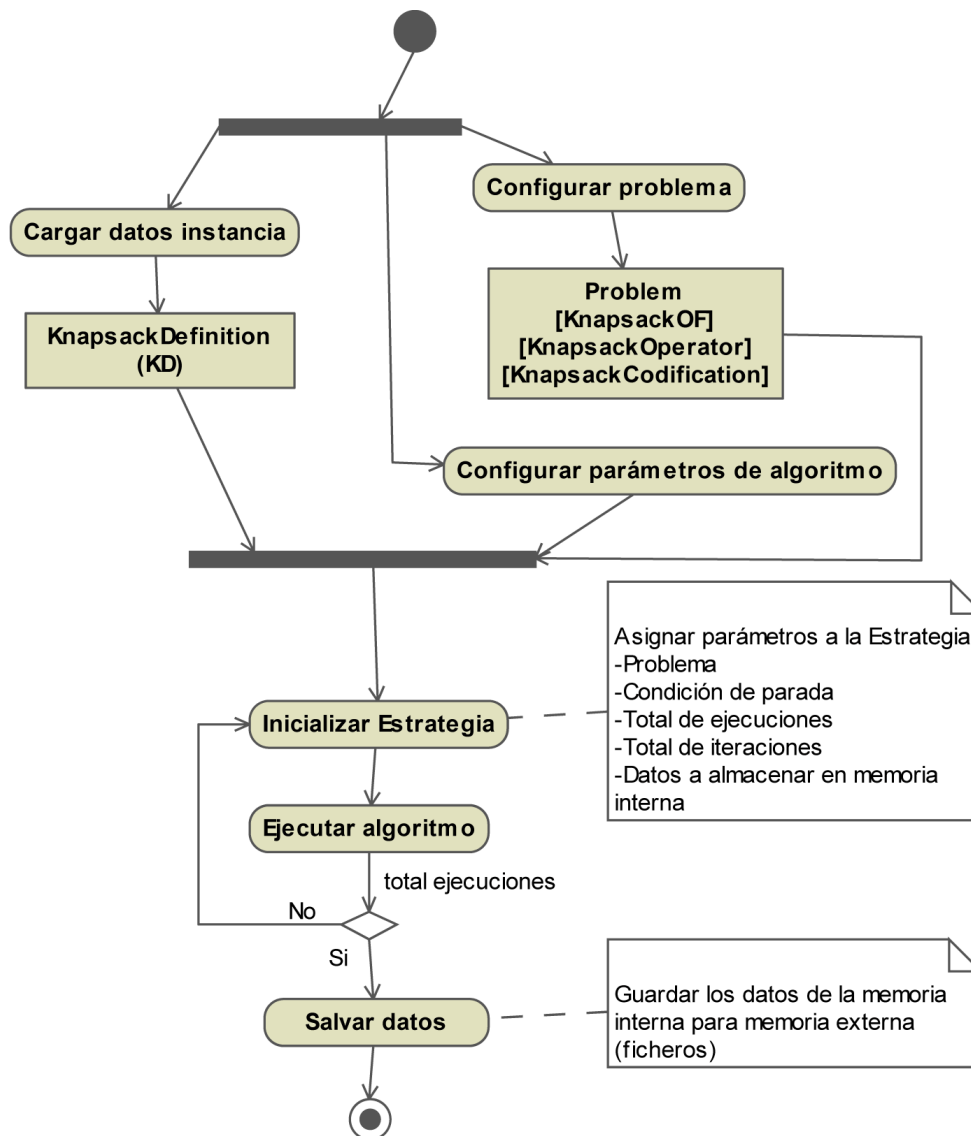 Configurar problema
Cargar datos instancia
Problem
[KnapsackOF]
[KnapsackOperator]
[KnapsackCodification]
KnapsackDefinition
(KD)
Configurar parámetros de algoritmo
Asignar parámetros a la Estrategia
-Problema
-Condición de parada
-Total de ejecuciones
-Total de iteraciones
-Datos a almacenar en memoria
interna
Inicializar Estrategia
Ejecutar algoritmo
total ejecuciones
No
Si
Salvar datos
Guardar los datos de la memoria
interna para memoria externa
(ficheros)